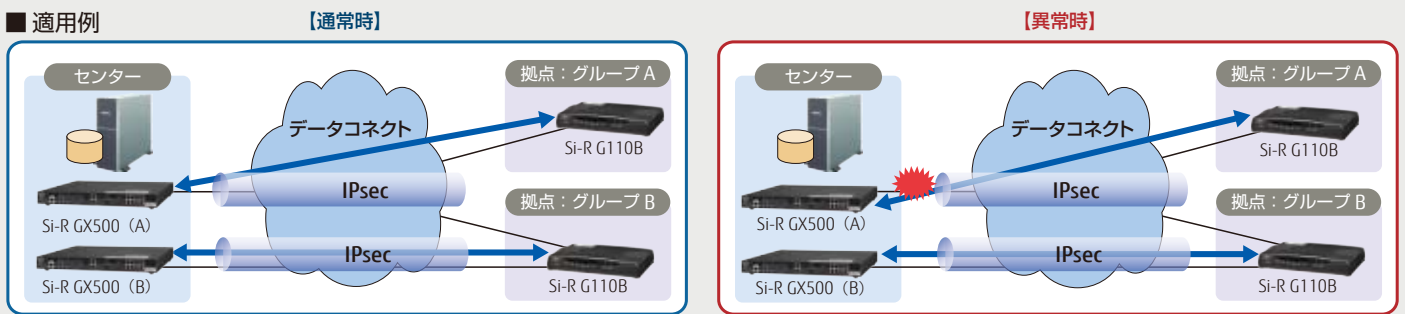 ■ 適用例
【通常時】
センター
データコネクト
拠点：グループ A
Si-R G110B
IPsec
Si-R GX500（A）
拠点：グループ B
IPsec
Si-R GX500（B）
Si-R G110B
【異常時】
センター
データコネクト
拠点：グループ A
Si-R G110B
IPsec
Si-R GX500（A）
拠点：グループ B
IPsec
Si-R GX500（B）
Si-R G110B